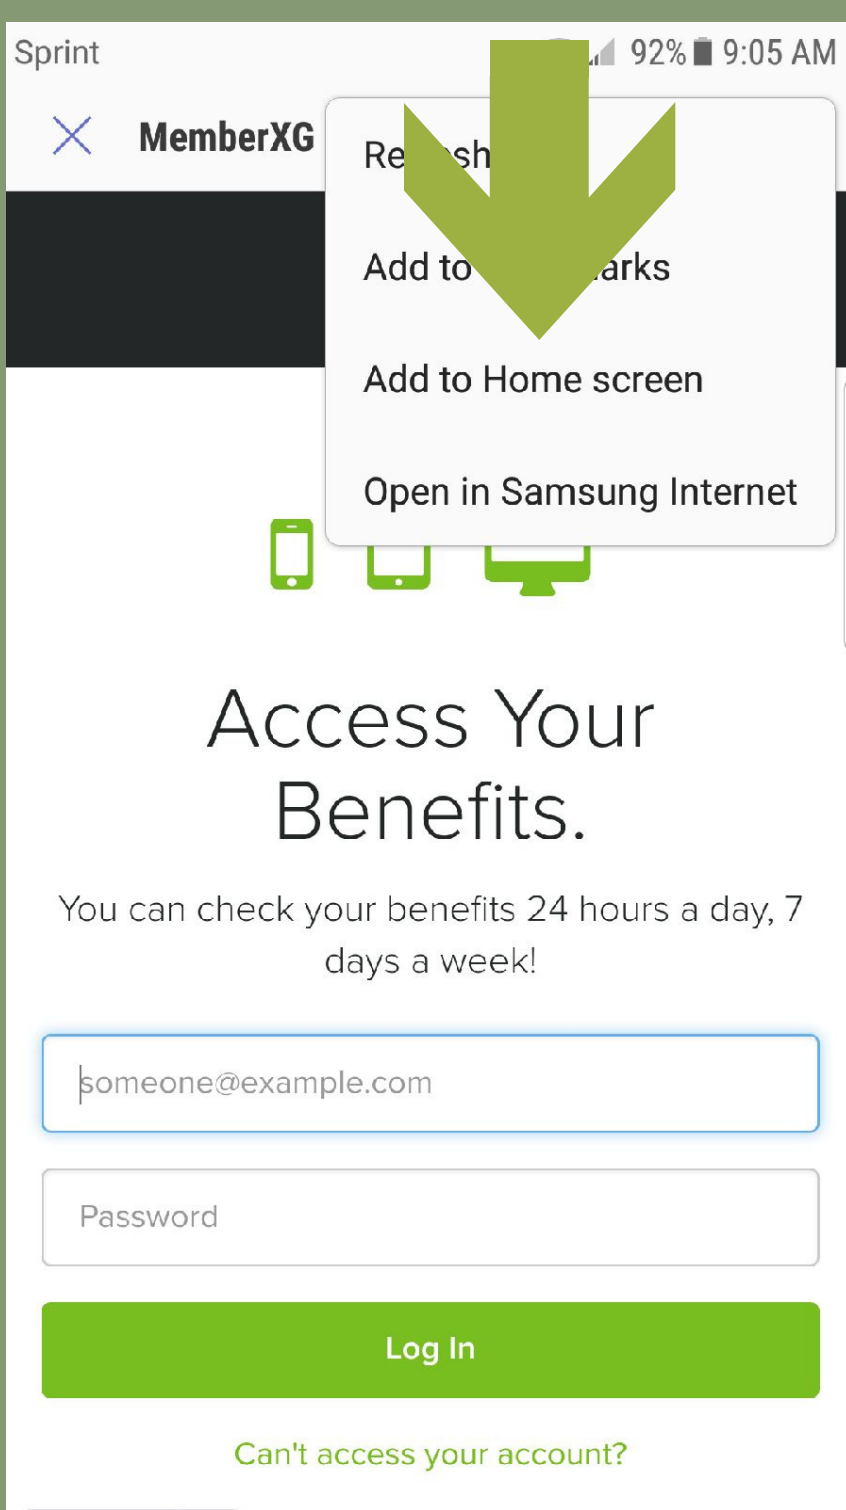 Sprint 92% 9:05 AM
MemberXG
Add to
Add to Home screen
Open in Samsung Internet
Access Your
Benefits.
You can check your benefits 24 hours a day, 7
days a week!
someone@example.com
Password
Log In
Can't access your account?